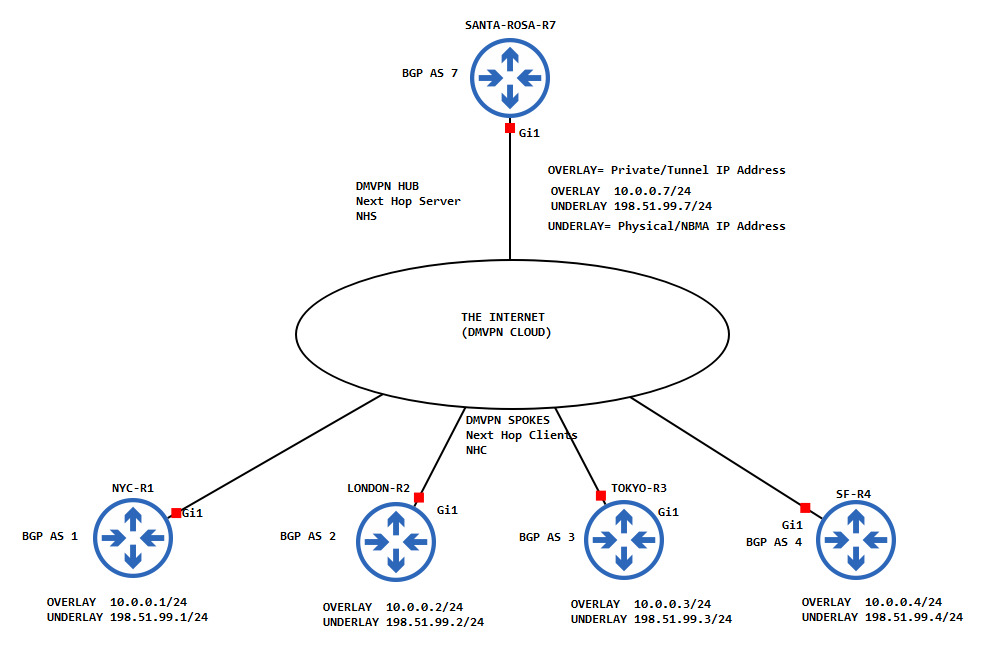 SANTA-ROSA-R7
BGP AS 7
Gi1
OVERLAY= Private/Tunnel IP Address
DMVPN HUB
Next Hop Server
NHS
OVERLAY  10.0.0.7/24
UNDERLAY 198.51.99.7/24
UNDERLAY= Physical/NBMA IP Address
THE INTERNET
(DMVPN CLOUD)
DMVPN SPOKES
Next Hop Clients
NHC
NYC-R1
Gi1
BGP AS 1
OVERLAY  10.0.0.1/24
UNDERLAY 198.51.99.1/24
LONDON-R2
Gi1
BGP AS 2
OVERLAY  10.0.0.2/24
UNDERLAY 198.51.99.2/24
TOKYO-R3
Gi1
BGP AS 3
OVERLAY  10.0.0.3/24
UNDERLAY 198.51.99.3/24
SF-R4
Gi1
BGP AS 4
OVERLAY  10.0.0.4/24
UNDERLAY 198.51.99.4/24